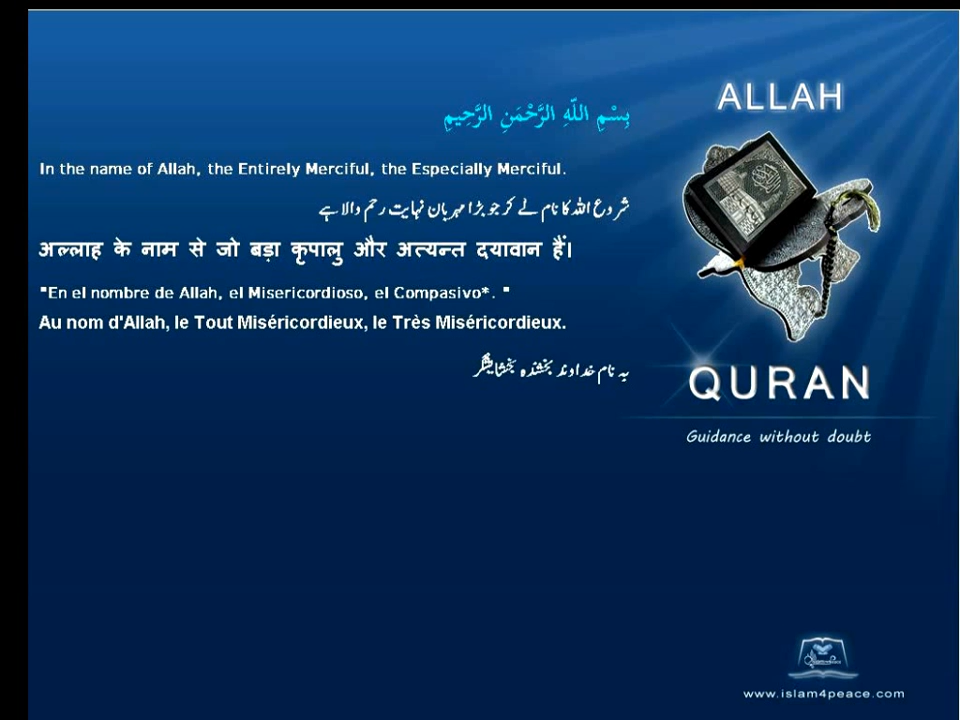 بِسْمِ اللّهِ الرَّحْمَنِ الرَّحِيمِ
In the name of Allah, the Entirely Merciful, the Especially Merciful.
شروع اللہ کا نام لے کر جو بڑا مہربان نہایت رحم والا ہے
अल्लाह के नाम से जो बड़ा कृपालु और अत्यन्त दयावान हैं।
"En el nombre de Allah, el Misericordioso, el Compasivo*. "
Au nom d'Allah, le Tout Miséricordieux, le Très Miséricordieux.
به نام خداوند بخشنده بخشایشگر
ALLAH
QURAN
Guidance without doubt
www.islam4peace.com